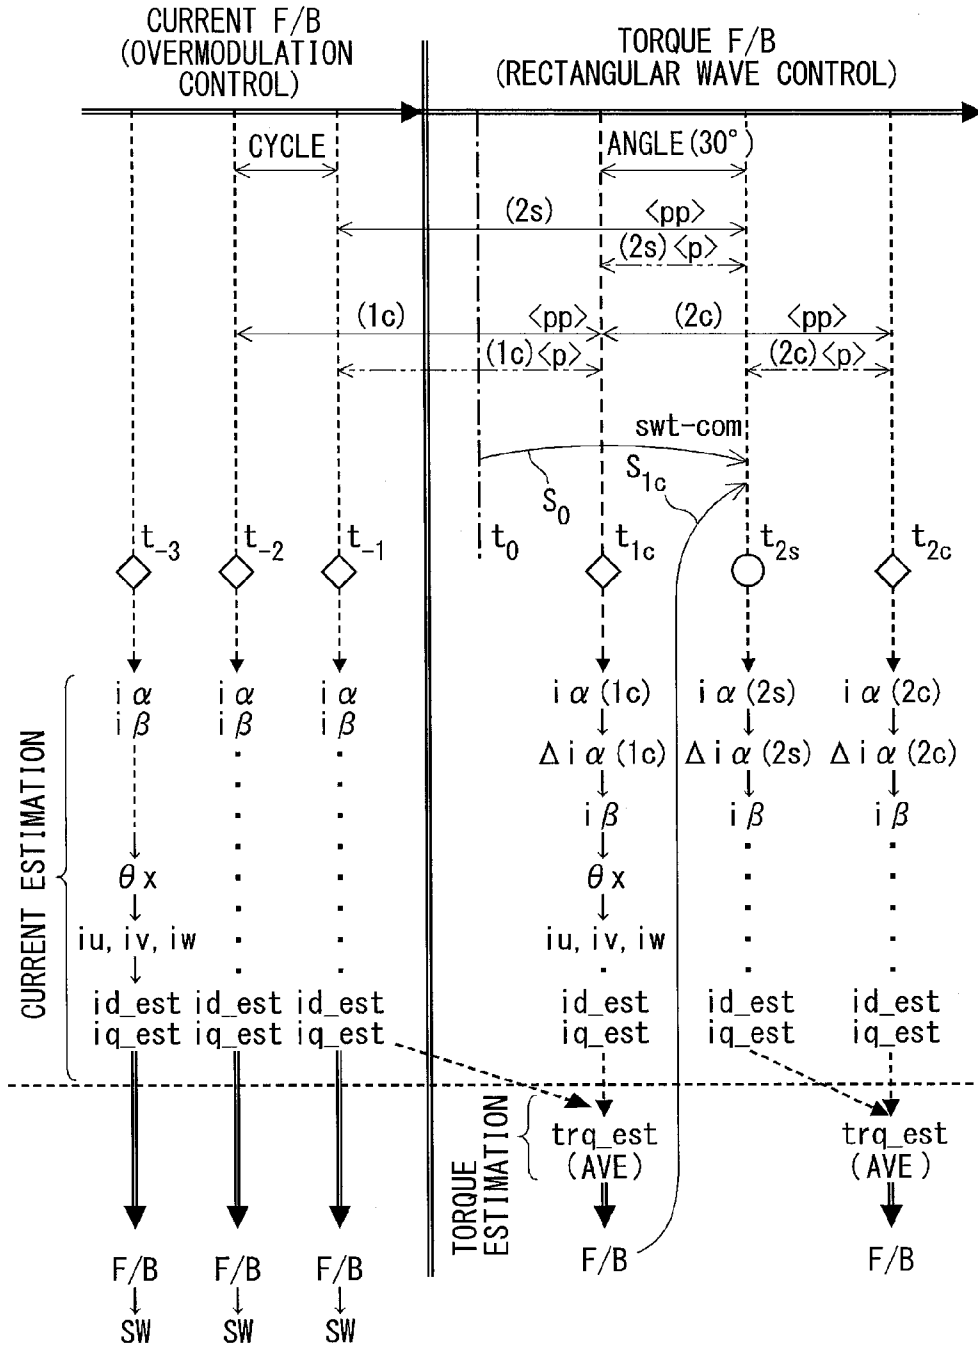 CURRENT F/B
(OVERMODULATION
CONTROL)
TORQUE F/B
(RECTANGULAR WAVE CONTROL)
CYCLE
ANGLE(30°)
(2s) <pp>
(2s)<p>
(1c) <pp> (2c) <pp>
(1c)<p> (2c)<p>
swt-com
S0
S1c
t-3 t-2 t-1 t0 t1c t2s t2c
CURRENT ESTIMATION
iα iα iα iα(1c) iα(2s) iα(2c)
iβ iβ iβ
Δiα(1c) Δiα(2s) Δiα(2c)
iβ iβ iβ
θx θx
iu, iv, iw iu, iv, iw
id_est id_est id_est id_est id_est id_est
iq_est iq_est iq_est iq_est iq_est iq_est
TORQUE
ESTIMATION
trq_est trq_est
(AVE) (AVE)
F/B F/B F/B F/B F/B
SW SW SW